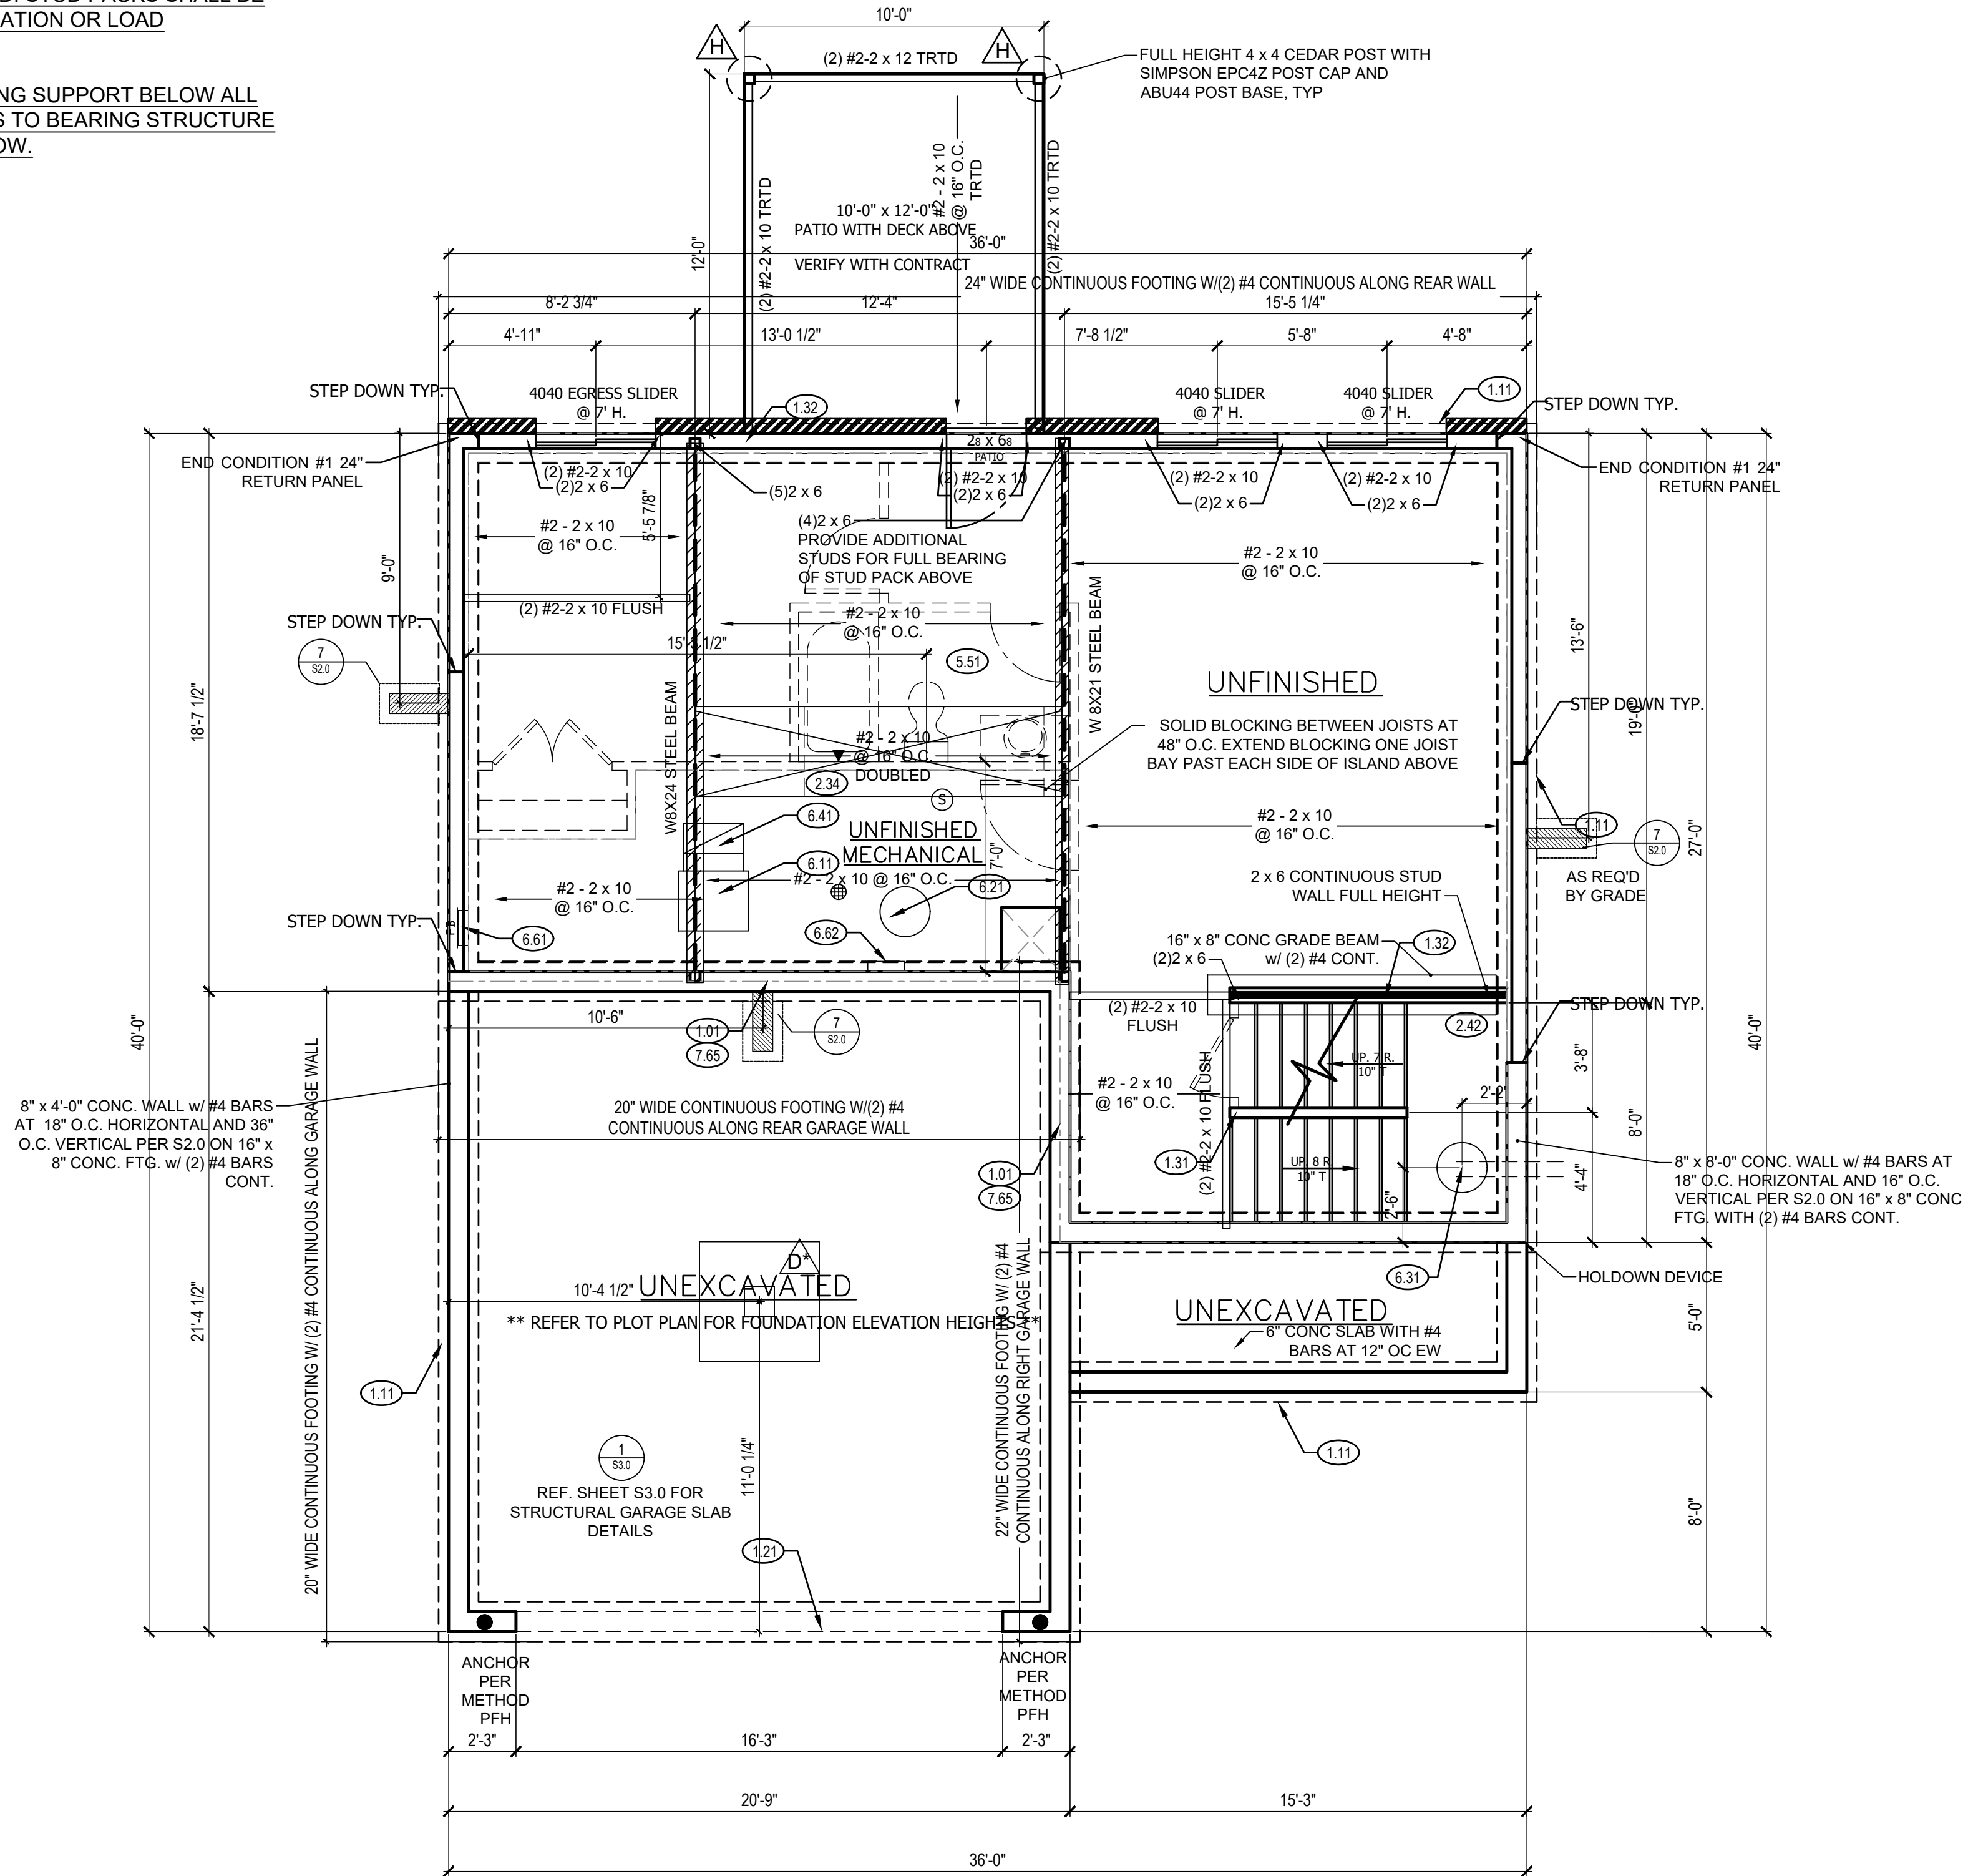 ATION OR LOAD
NG SUPPORT BELOW ALL
S TO BEARING STRUCTURE
OW.
10'-0"
H
H
(2) #2-2 x 12 TRTD
FULL HEIGHT 4 x 4 CEDAR POST WITH
SIMPSON EPC4Z POST CAP AND
ABU44 POST BASE, TYP
12'-0"
(2) #2-2 x 10 TRTD
#2 - 2 x 10
@ 16" O.C.
TRTD
(2) #2-2 x 10 TRTD
10'-0" x 12'-0"
PATIO WITH DECK ABOVE
VERIFY WITH CONTRACT
36'-0"
24" WIDE CONTINUOUS FOOTING W/(2) #4 CONTINUOUS ALONG REAR WALL
8'-2 3/4"
12'-4"
15'-5 1/4"
4'-11"
13'-0 1/2"
7'-8 1/2"
5'-8"
4'-8"
STEP DOWN TYP.
4040 EGRESS SLIDER
@ 7' H.
1.32
4040 SLIDER
@ 7' H.
4040 SLIDER
@ 7' H.
1.11
STEP DOWN TYP.
END CONDITION #1 24"
RETURN PANEL
(2) #2-2 x 10
(2)2 x 6
(5)2 x 6
28 x 68
PATIO
(2) #2-2 x 10
(2)2 x 6
(2) #2-2 x 10
(2)2 x 6
(2) #2-2 x 10
(2)2 x 6
END CONDITION #1 24"
RETURN PANEL
#2 - 2 x 10
@ 16" O.C.
5'-5 7/8"
(4)2 x 6
PROVIDE ADDITIONAL
STUDS FOR FULL BEARING
OF STUD PACK ABOVE
#2 - 2 x 10
@ 16" O.C.
9'-0"
(2) #2-2 x 10 FLUSH
#2 - 2 x 10
@ 16" O.C.
W 8X21 STEEL BEAM
13'-6"
STEP DOWN TYP.
7
S2.0
5.51
UNFINISHED
18'-7 1/2"
W8X24 STEEL BEAM
SOLID BLOCKING BETWEEN JOISTS AT
48" O.C. EXTEND BLOCKING ONE JOIST
BAY PAST EACH SIDE OF ISLAND ABOVE
STEP DOWN TYP.
19'-0"
#2 - 2 x 10
@ 16" O.C.
DOUBLED
2.34
S
6.41
UNFINISHED
MECHANICAL
6.11
7'-0"
#2 - 2 x 10 @ 16" O.C.
6.21
#2 - 2 x 10
@ 16" O.C.
1.11
7
S2.0
27'-0"
AS REQ'D
BY GRADE
#2 - 2 x 10
@ 16" O.C.
2 x 6 CONTINUOUS STUD
WALL FULL HEIGHT
STEP DOWN TYP.
6.61
6.62
16" x 8" CONC GRADE BEAM
w/ (2) #4 CONT.
1.32
(2)2 x 6
STEP DOWN TYP.
40'-0"
10'-6"
1.01
7.65
7
S2.0
(2) #2-2 x 10
FLUSH
2.42
40'-0"
UP. 7 R.
10" T
3'-8"
#2 - 2 x 10
@ 16" O.C.
(2) #2-2 x 10 FLUSH
2'-2"
8'-0"
8" x 4'-0" CONC. WALL w/ #4 BARS
AT 18" O.C. HORIZONTAL AND 36"
O.C. VERTICAL PER S2.0 ON 16" x
8" CONC. FTG. w/ (2) #4 BARS
CONT.
20" WIDE CONTINUOUS FOOTING W/(2) #4
CONTINUOUS ALONG REAR GARAGE WALL
1.31
UP. 8 R
10" T
4'-4"
2'-6"
8" x 8'-0" CONC. WALL w/ #4 BARS AT
18" O.C. HORIZONTAL AND 16" O.C.
VERTICAL PER S2.0 ON 16" x 8" CONC
FTG. WITH (2) #4 BARS CONT.
1.01
7.65
20" WIDE CONTINUOUS FOOTING W/ (2) #4 CONTINUOUS ALONG GARAGE WALL
22" WIDE CONTINUOUS FOOTING W/ (2) #4
CONTINUOUS ALONG RIGHT GARAGE WALL
D*
6.31
HOLDOWN DEVICE
10'-4 1/2"
UNEXCAVATED
** REFER TO PLOT PLAN FOR FOUNDATION ELEVATION HEIGHTS. **
UNEXCAVATED
6" CONC SLAB WITH #4
BARS AT 12" OC EW
21'-4 1/2"
5'-0"
1.11
1.11
11'-0 1/4"
1
S3.0
REF. SHEET S3.0 FOR
STRUCTURAL GARAGE SLAB
DETAILS
8'-0"
1.21
ANCHOR
PER
METHOD
PFH
ANCHOR
PER
METHOD
PFH
2'-3"
16'-3"
2'-3"
20'-9"
15'-3"
36'-0"